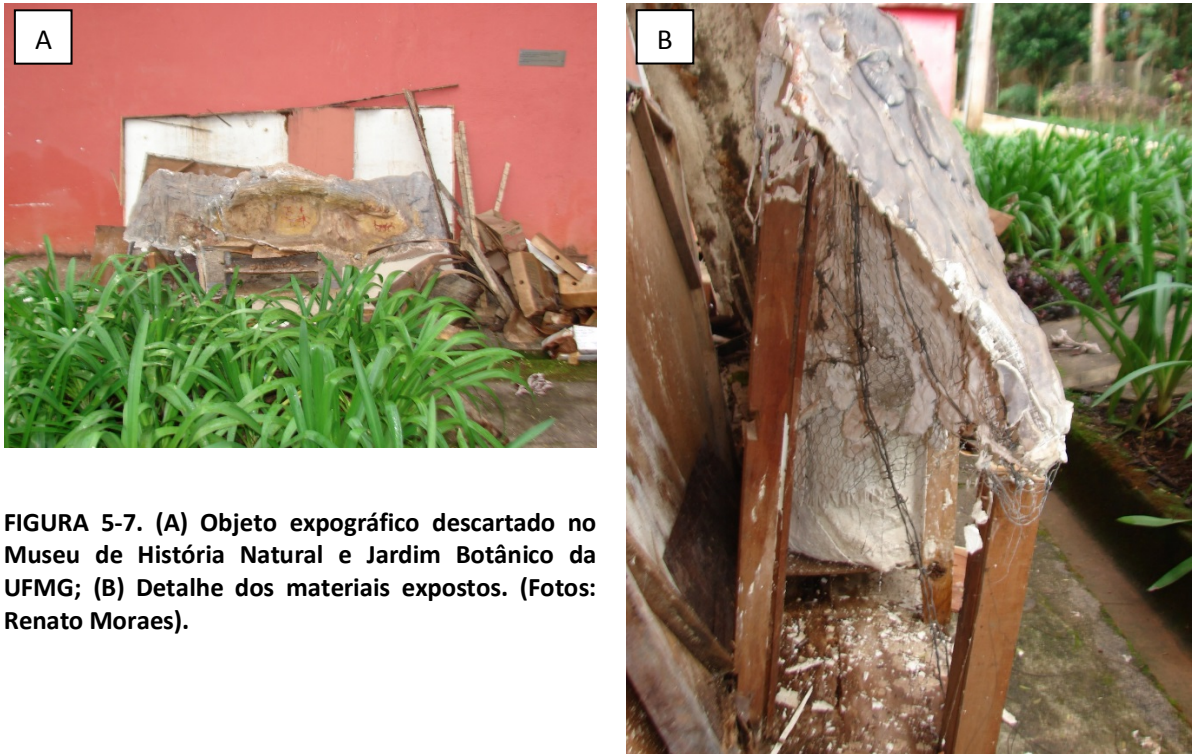 A
B
FIGURA 5-7. (A) Objeto expográfico descartado no
Museu de História Natural e Jardim Botânico da
UFMG; (B) Detalhe dos materiais expostos. (Fotos:
Renato Moraes).